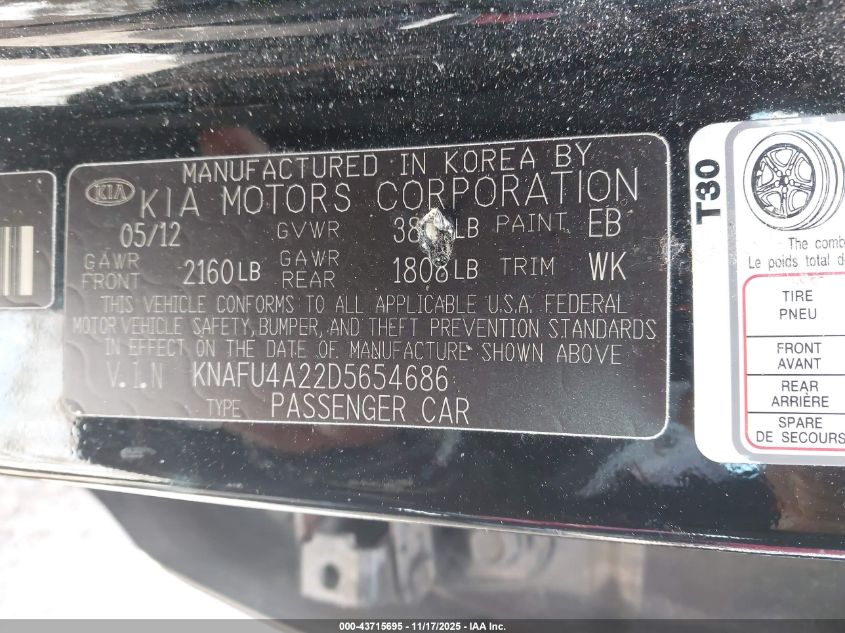 MANUFACTURED IN KOREA BY
KIA KIA MOTORS CORPORATION
05/12 GVWR LB PAINT EB
GAWR FRONT 2160LB GAWR REAR 1808LB TRIM WK
THIS VEHICLE CONFORMS TO ALL APPLICABLE U.S.A. FEDERAL
MOTOR VEHICLE SAFETY, BUMPER, AND THEFT PREVENTION STANDARDS
IN EFFECT ON THE DATE OF MANUFACTURE SHOWN ABOVE
V.I.N KNAFU4A22D5654686
TYPE PASSENGER CAR
T30
The comb
Le poids total d
TIRE
PNEU
FRONT
AVANT
REAR
ARRIÈRE
SPARE
DE SECOURS
000-43715695 - 11/17/2025 - IAA Inc.